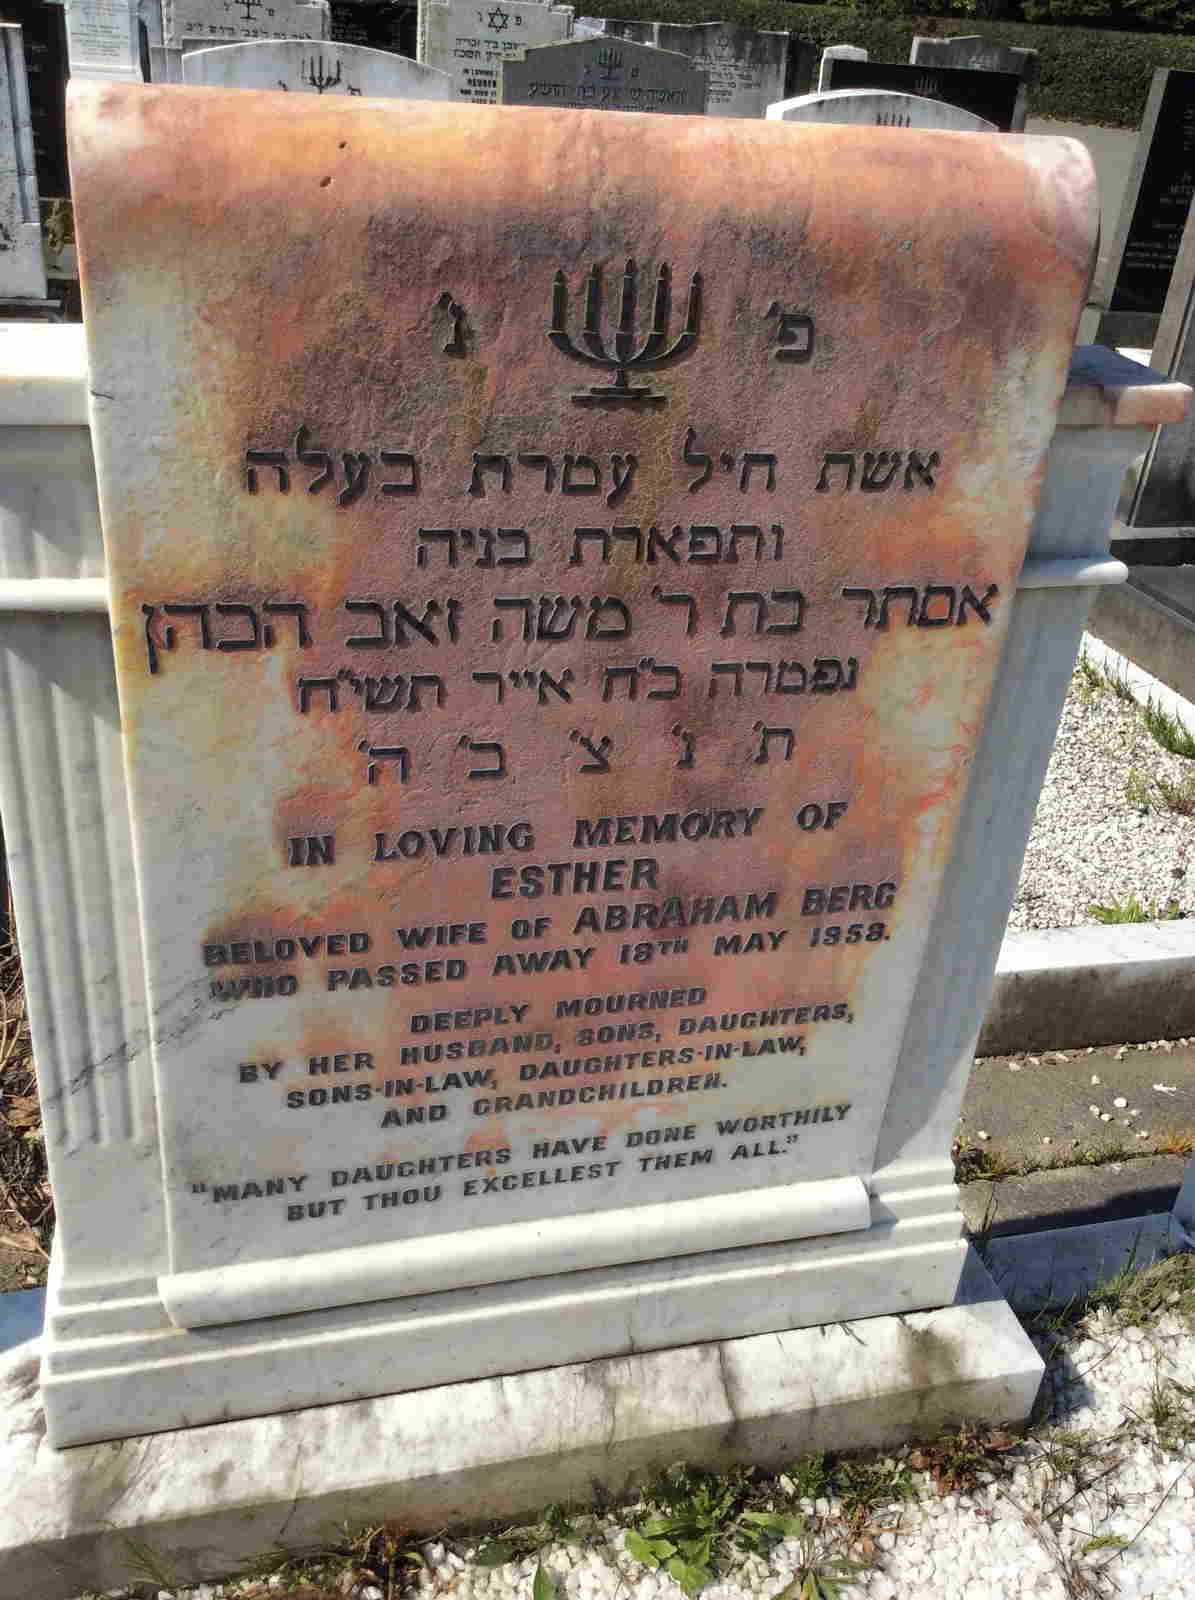 פ' נ'
אשת חיל עטרת בעלה
ותפארת בניה
אסתר בת ר' משה זאב הכהן
נפטרה כ"ח אייר תשי"ח
ת' נ' צ' ב' ה'
IN LOVING MEMORY OF
ESTHER
BELOVED WIFE OF ABRAHAM BERG
WHO PASSED AWAY 18TH MAY 1958.
DEEPLY MOURNED
BY HER HUSBAND, SONS, DAUGHTERS,
SONS-IN-LAW, DAUGHTERS-IN-LAW,
AND GRANDCHILDREN.
"MANY DAUGHTERS HAVE DONE WORTHILY
BUT THOU EXCELLEST THEM ALL."